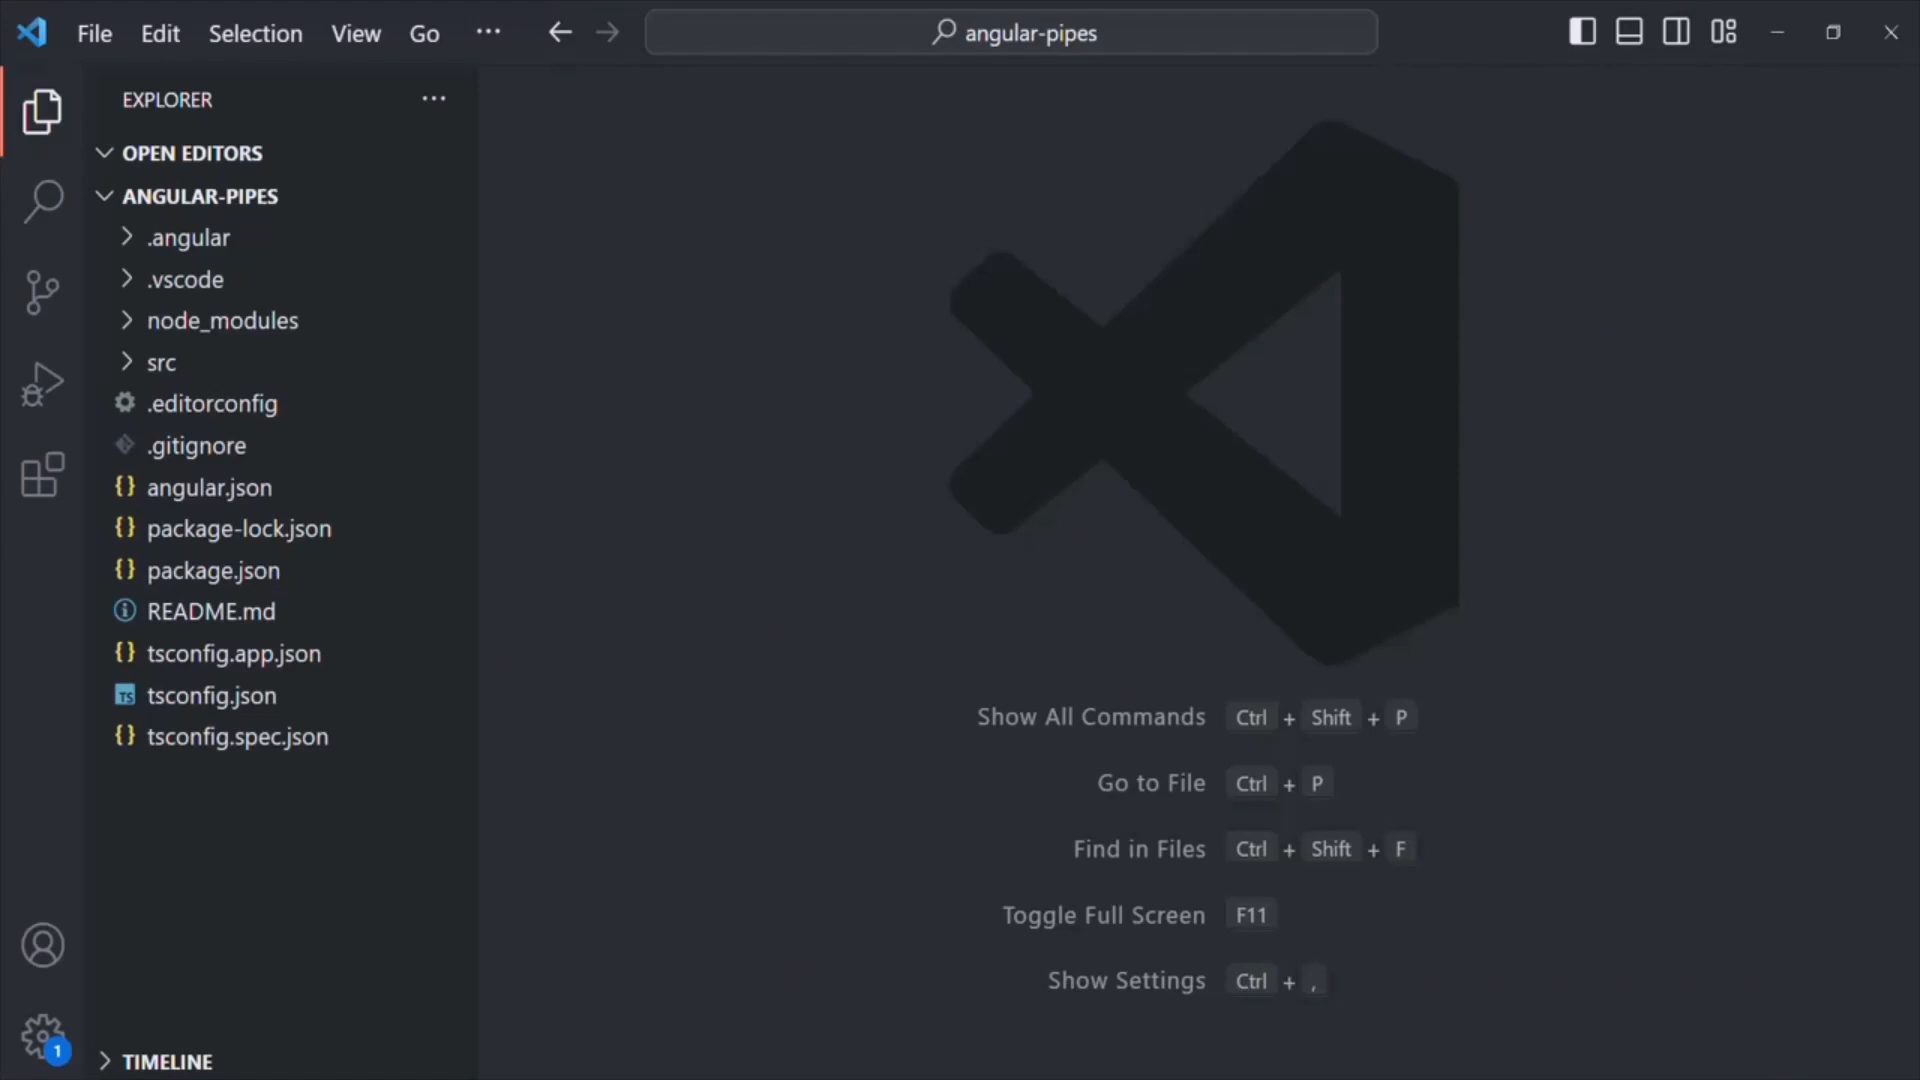 File Edit Selection View Go ··· angular-pipes
EXPLORER ···
OPEN EDITORS
ANGULAR-PIPES
.angular
.vscode
node_modules
src
.editorconfig
.gitignore
{} angular.json
{} package-lock.json
{} package.json
README.md
{} tsconfig.app.json
TS tsconfig.json
{} tsconfig.spec.json
Show All Commands Ctrl + Shift + P
Go to File Ctrl + P
Find in Files Ctrl + Shift + F
Toggle Full Screen F11
Show Settings Ctrl + ,
1
TIMELINE